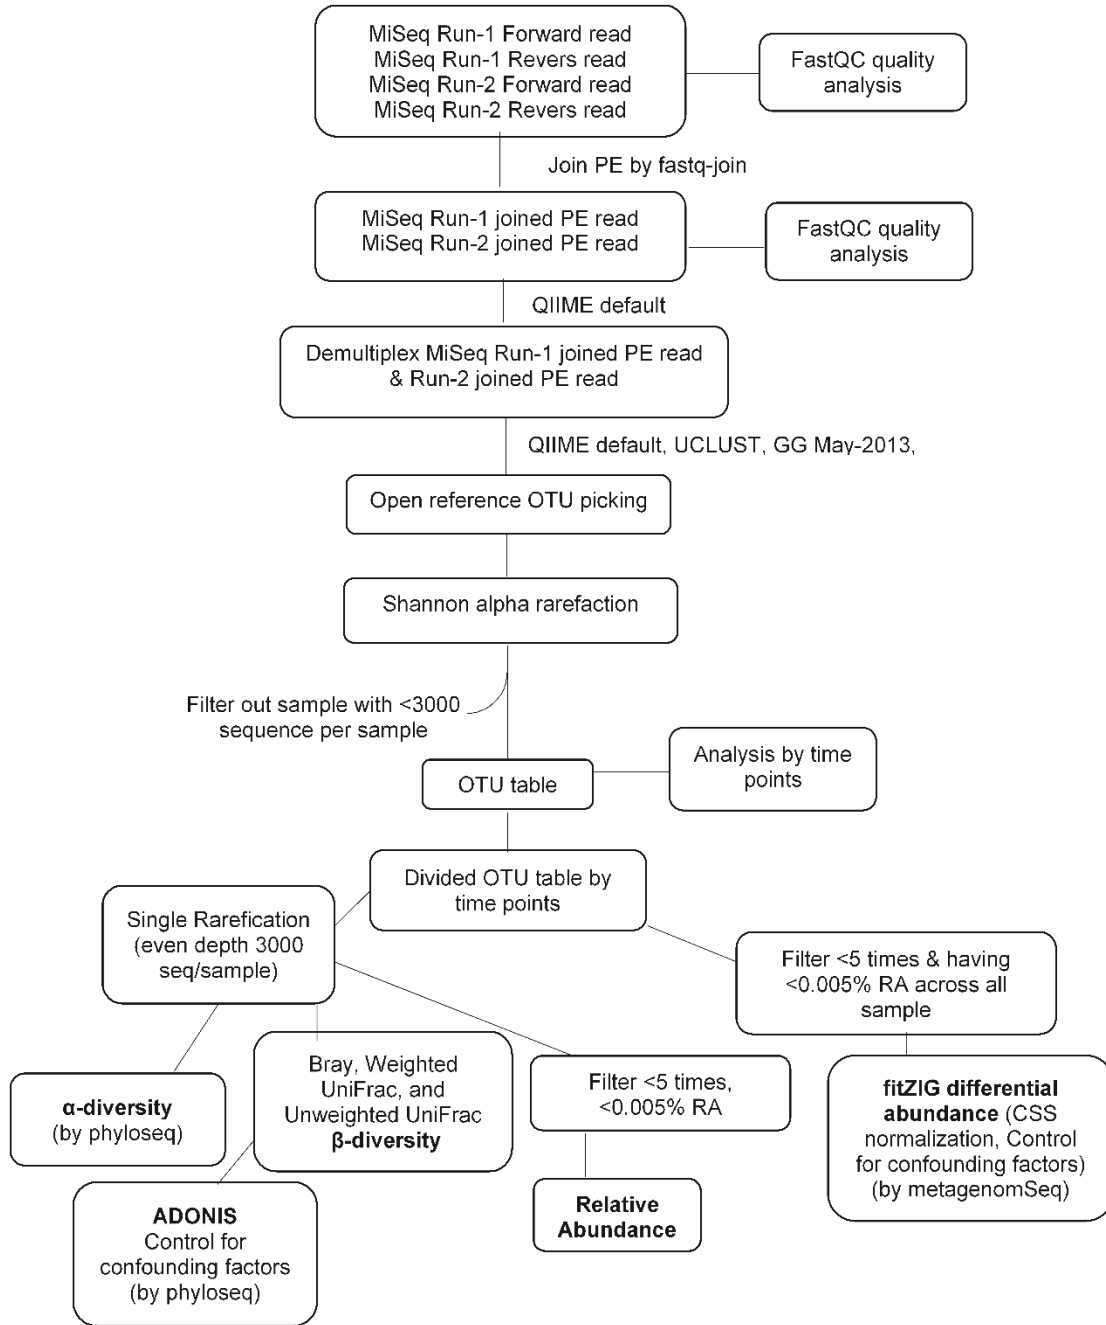 MiSeq Run-1 Forward read
MiSeq Run-1 Revers read
MiSeq Run-2 Forward read
MiSeq Run-2 Revers read
FastQC quality
analysis
Join PE by fastq-join
MiSeq Run-1 joined PE read
MiSeq Run-2 joined PE read
FastQC quality
analysis
QIIME default
Demultiplex MiSeq Run-1 joined PE read
& Run-2 joined PE read
QIIME default, UCLUST, GG May-2013,
Open reference OTU picking
Shannon alpha rarefaction
Filter out sample with <3000
sequence per sample
OTU table
Analysis by time
points
Divided OTU table by
time points
Single Rarefication
(even depth 3000
seq/sample)
Filter <5 times & having
<0.005% RA across all
sample
α-diversity
(by phyloseq)
Bray, Weighted
UniFrac, and
Unweighted UniFrac
β-diversity
Filter <5 times,
<0.005% RA
fitZIG differential
abundance (CSS
normalization, Control
for confounding factors)
(by metagenomSeq)
ADONIS
Control for
confounding factors
(by phyloseq)
Relative
Abundance